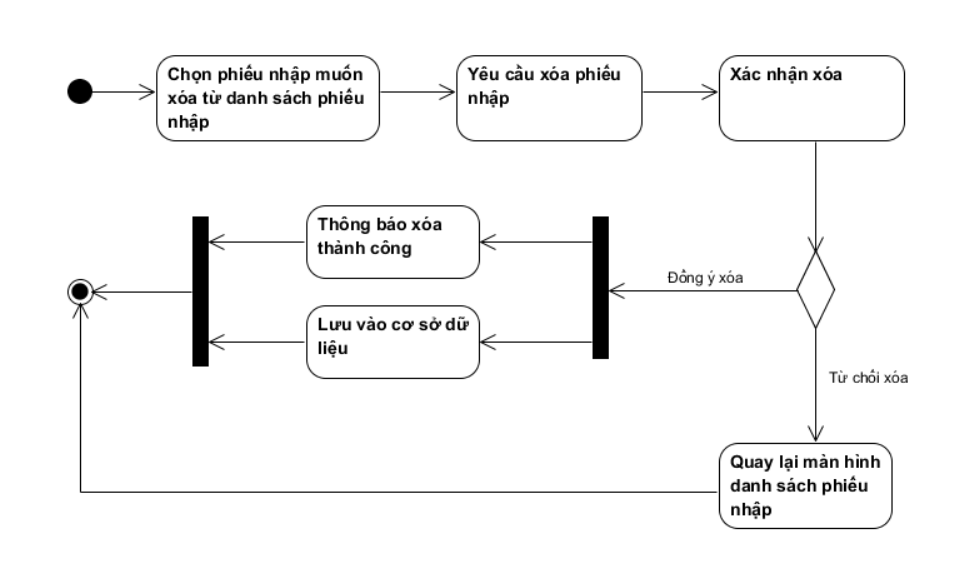 Chọn phiếu nhập muốn
xóa từ danh sách phiếu
nhập
Yêu cầu xóa phiếu
nhập
Xác nhận xóa
Thông báo xóa
thành công
Đồng ý xóa
Lưu vào cơ sở dữ
liệu
Từ chối xóa
Quay lại màn hình
danh sách phiếu
nhập